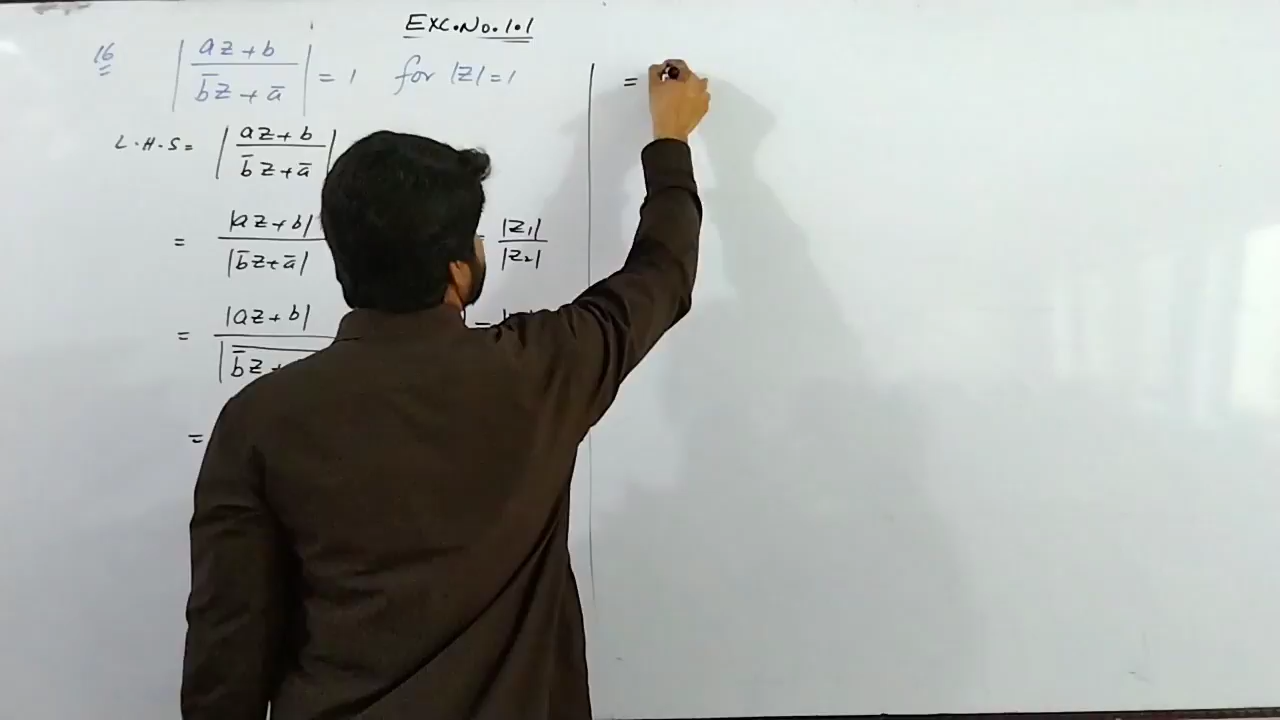 Exc.No.1.1
16 |az+b / b̄z+ā| = 1 for |z|=1
L.H.S = |az+b / b̄z+ā|
= |az+b| / |b̄z+ā| = |z₁| / |z₂|
= |az+b| / |b̄z+
=
=